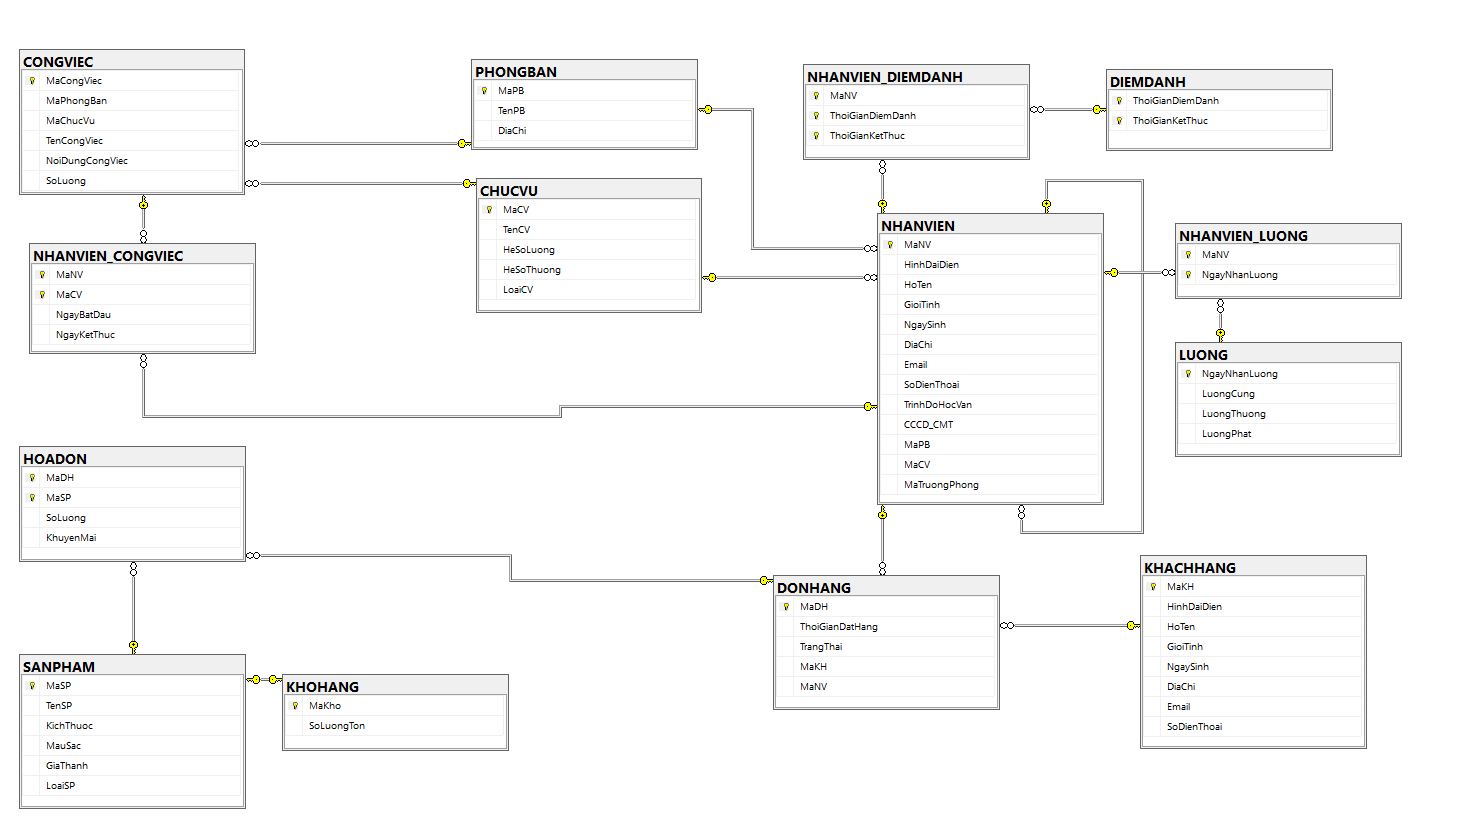 CONGVIEC
MaCongViec
MaPhongBan
MaChucVu
TenCongViec
NoiDungCongViec
SoLuong
PHONGBAN
MaPB
TenPB
DiaChi
NHANVIEN_DIEMDANH
MaNV
ThoiGianDiemDanh
ThoiGianKetThuc
DIEMDANH
ThoiGianDiemDanh
ThoiGianKetThuc
CHUCVU
MaCV
TenCV
HeSoLuong
HeSoThuong
LoaiCV
NHANVIEN
MaNV
HinhDaiDien
HoTen
GioiTinh
NgaySinh
DiaChi
Email
SoDienThoai
TrinhDoHocVan
CCCD_CMT
MaPB
MaCV
MaTruongPhong
NHANVIEN_LUONG
MaNV
NgayNhanLuong
NHANVIEN_CONGVIEC
MaNV
MaCV
NgayBatDau
NgayKetThuc
LUONG
NgayNhanLuong
LuongCung
LuongThuong
LuongPhat
HOADON
MaDH
MaSP
SoLuong
KhuyenMai
DONHANG
MaDH
ThoiGianDatHang
TrangThai
MaKH
MaNV
KHACHHANG
MaKH
HinhDaiDien
HoTen
GioiTinh
NgaySinh
DiaChi
Email
SoDienThoai
SANPHAM
MaSP
TenSP
KichThuoc
MauSac
GiaThanh
LoaiSP
KHOHANG
MaKho
SoLuongTon